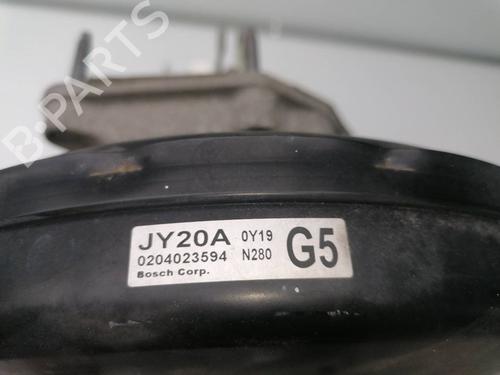 B-PARTS
JY20A 0Y19 G5
0204023594 N280
Bosch Corp.